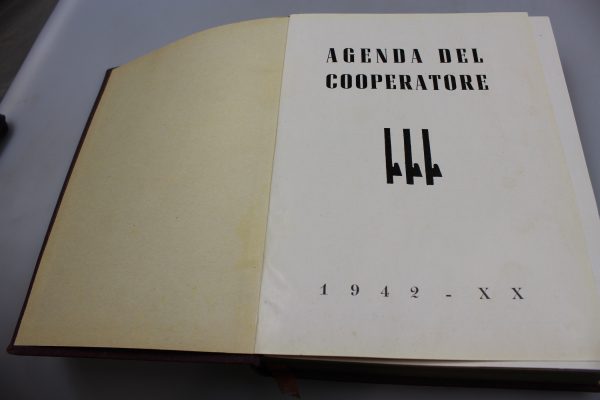 AGENDA DEL
COOPERATORE
1942-XX